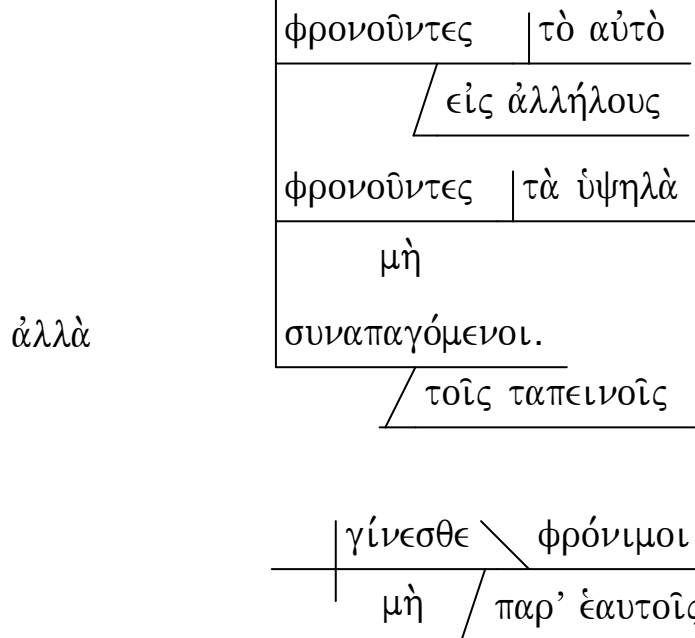 φρονοῦντες τὸ αὐτὸ
εἰς ἀλλήλους
φρονοῦντες τὰ ὑψηλὰ
μὴ
ἀλλὰ συναπαγόμενοι.
τοῖς ταπεινοῖς
γίνεσθε φρόνιμοι
μὴ παρ’ ἑαυτοῖς